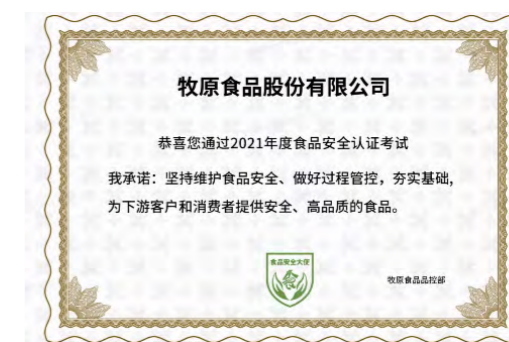 牧原食品股份有限公司
恭喜您通过2021年度食品安全认证考试
我承诺：坚持维护食品安全、做好过程管控，夯实基础,
为下游客户和消费者提供安全、高品质的食品。
食品安全大使
牧原食品品控部